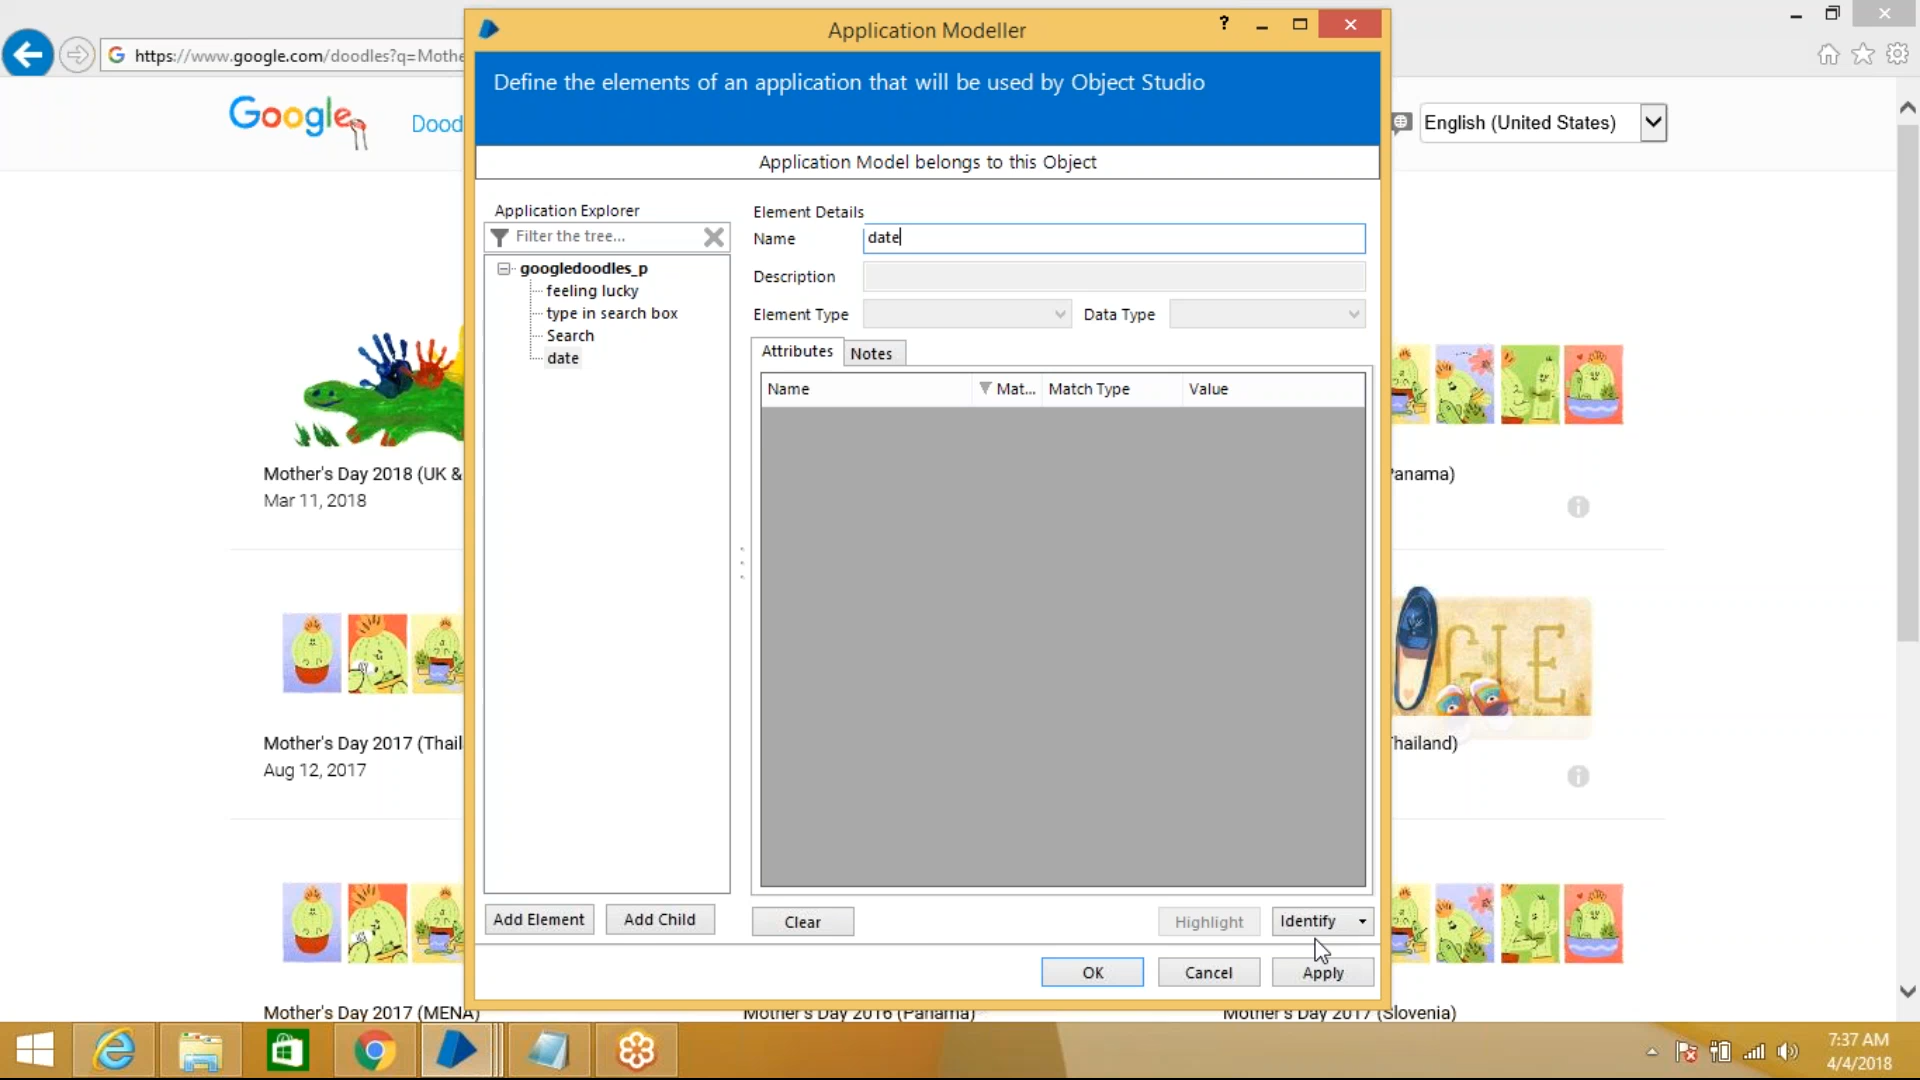 Application Modeller
?
https://www.google.com/doodles?q=Mothe
Define the elements of an application that will be used by Object Studio
Google
Dood
English (United States)
Application Model belongs to this Object
Application Explorer
Filter the tree...
googledoodles_p
feeling lucky
type in search box
Search
date
Element Details
Name
date
Description
Element Type
Data Type
Attributes
Notes
Name
Mat...
Match Type
Value
Mother's Day 2018 (UK &
Mar 11, 2018
Panama)
GLE
Mother's Day 2017 (Thail
Aug 12, 2017
Thailand)
Add Element
Add Child
Clear
Highlight
Identify
OK
Cancel
Apply
Mother's Day 2017 (MENA)
Mother's Day 2016 (Panama)
Mother's Day 2017 (Slovenia)
7:37 AM
4/4/2018